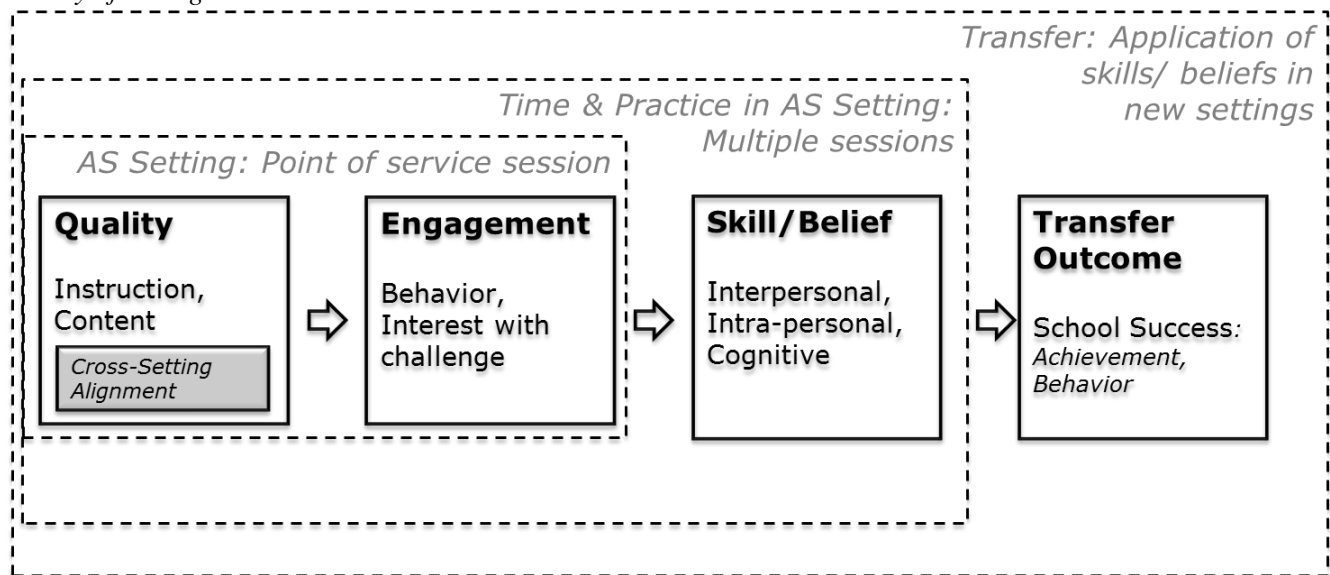 Transfer: Application of
skills/ beliefs in
new settings
Time & Practice in AS Setting:
Multiple sessions
AS Setting: Point of service session
Quality
Instruction,
Content
Cross-Setting
Alignment
Engagement
Behavior,
Interest with
challenge
Skill/Belief
Interpersonal,
Intra-personal,
Cognitive
Transfer
Outcome
School Success:
Achievement,
Behavior